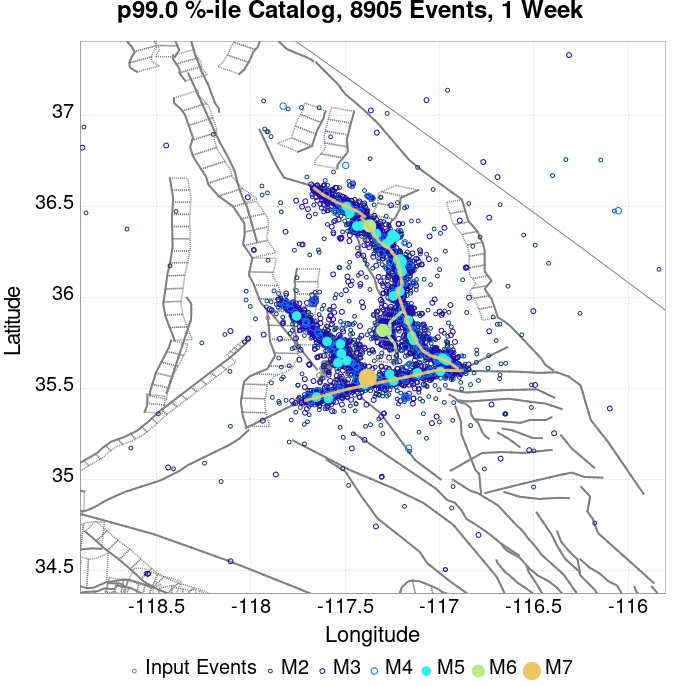 p99.0 %-ile Catalog, 8905 Events, 1 Week
37
36.5
36
35.5
35
34.5
Latitude
-118.5 -118 -117.5 -117 -116.5 -116
Longitude
Input Events M2 M3 M4 M5 M6 M7